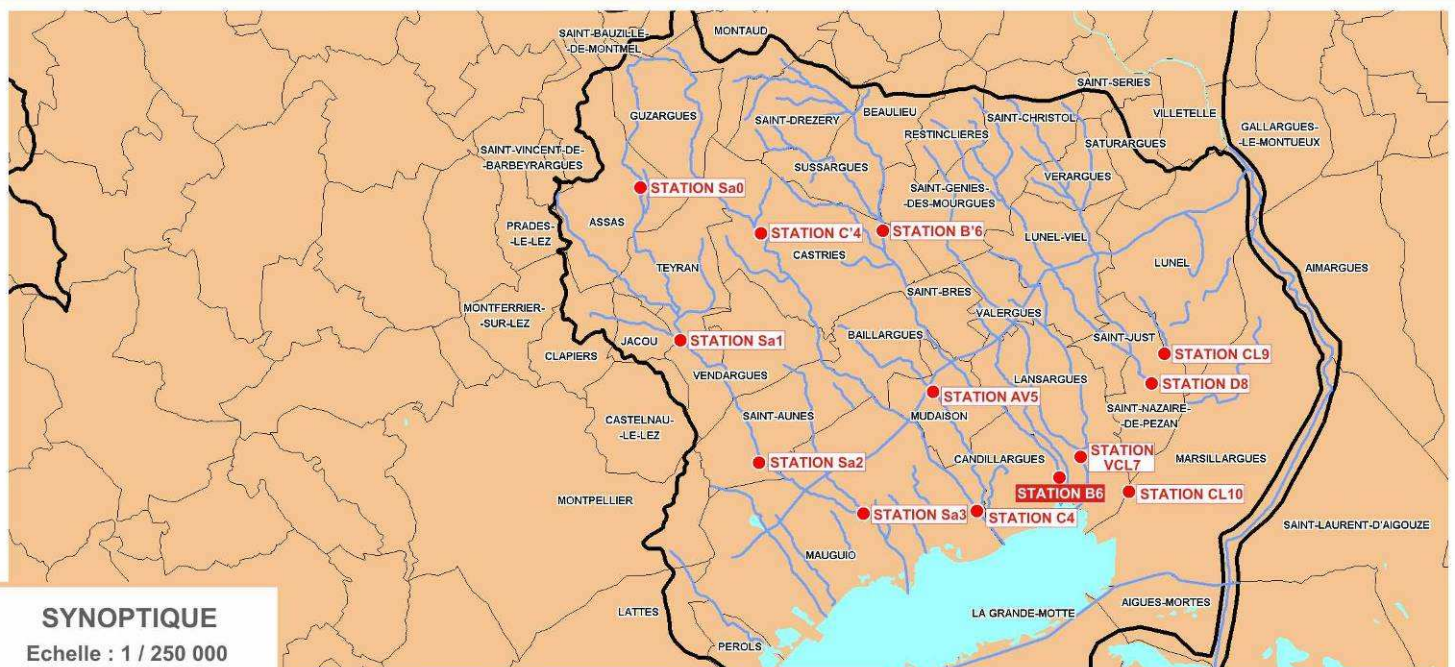 SAINT-BAUZILLE-
-DE-MONTMEL
MONTAUD
SAINT-SERIES
VILLETELLE
GUZARGUES
SAINT-DREZERY
BEAULIEU
RESTINCLIERES
SAINT-CHRISTOL
GALLARGUES-
-LE-MONTUEUX
SATURARGUES
SAINT-VINCENT-DE-
-BARBEYRARGUES
SUSSARGUES
VERARGUES
STATION Sa0
SAINT-GENIES-
-DES-MOURGUES
ASSAS
PRADES-
-LE-LEZ
STATION C'4
STATION B'6
LUNEL-VIEL
CASTRIES
LUNEL
TEYRAN
AIMARGUES
SAINT-BRES
MONTFERRIER-
-SUR-LEZ
VALERGUES
BAILLARGUES
SAINT-JUST
JACOU
STATION Sa1
CLAPIERS
STATION CL9
VENDARGUES
LANSARGUES
STATION D8
STATION AV5
SAINT-NAZAIRE-
-DE-PEZAN
CASTELNAU-
-LE-LEZ
SAINT-AUNES
MUDAISON
STATION
VCL7
CANDILLARGUES
MARSILLARGUES
STATION Sa2
STATION B6
STATION CL10
MONTPELLIER
STATION Sa3
STATION C4
SAINT-LAURENT-D'AIGOUZE
MAUGUIO
LATTES
LA GRANDE-MOTTE
AIGUES-MORTES
PEROLS
SYNOPTIQUE
Echelle : 1 / 250 000